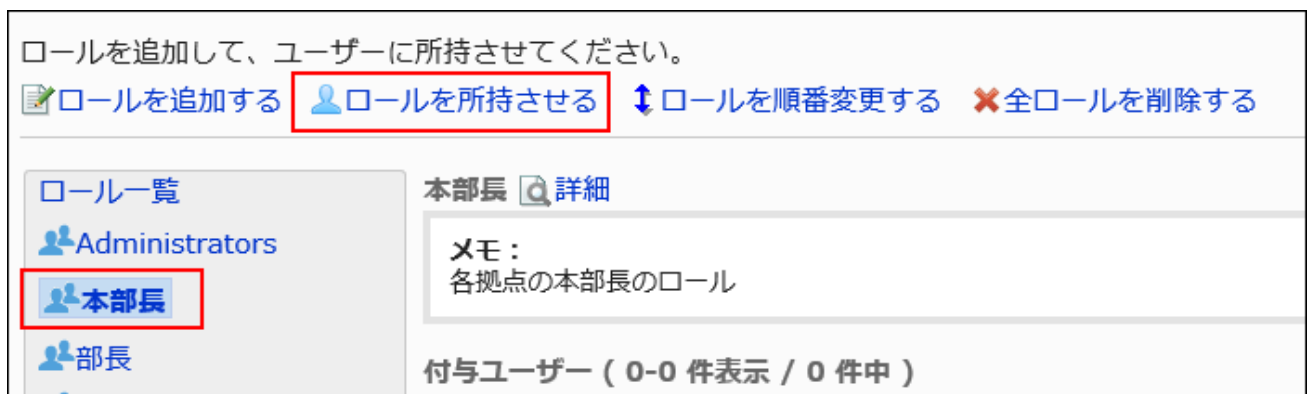 ロールを追加して、ユーザーに所持させてください。
ロールを追加する ロールを所持させる ロールを順番変更する 全ロールを削除する
ロール一覧
Administrators
本部長
部長
本部長 詳細
メモ：
各拠点の本部長のロール
付与ユーザー ( 0-0 件表示 / 0 件中 )